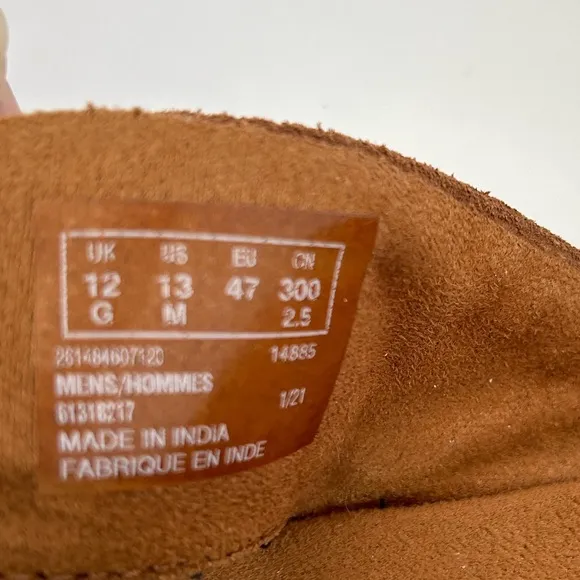 UK US EU CN
12 13 47 300
G M 2.5
261484607120 14885
MENS/HOMMES
61318217 1/21
MADE IN INDIA
FABRIQUE EN INDE